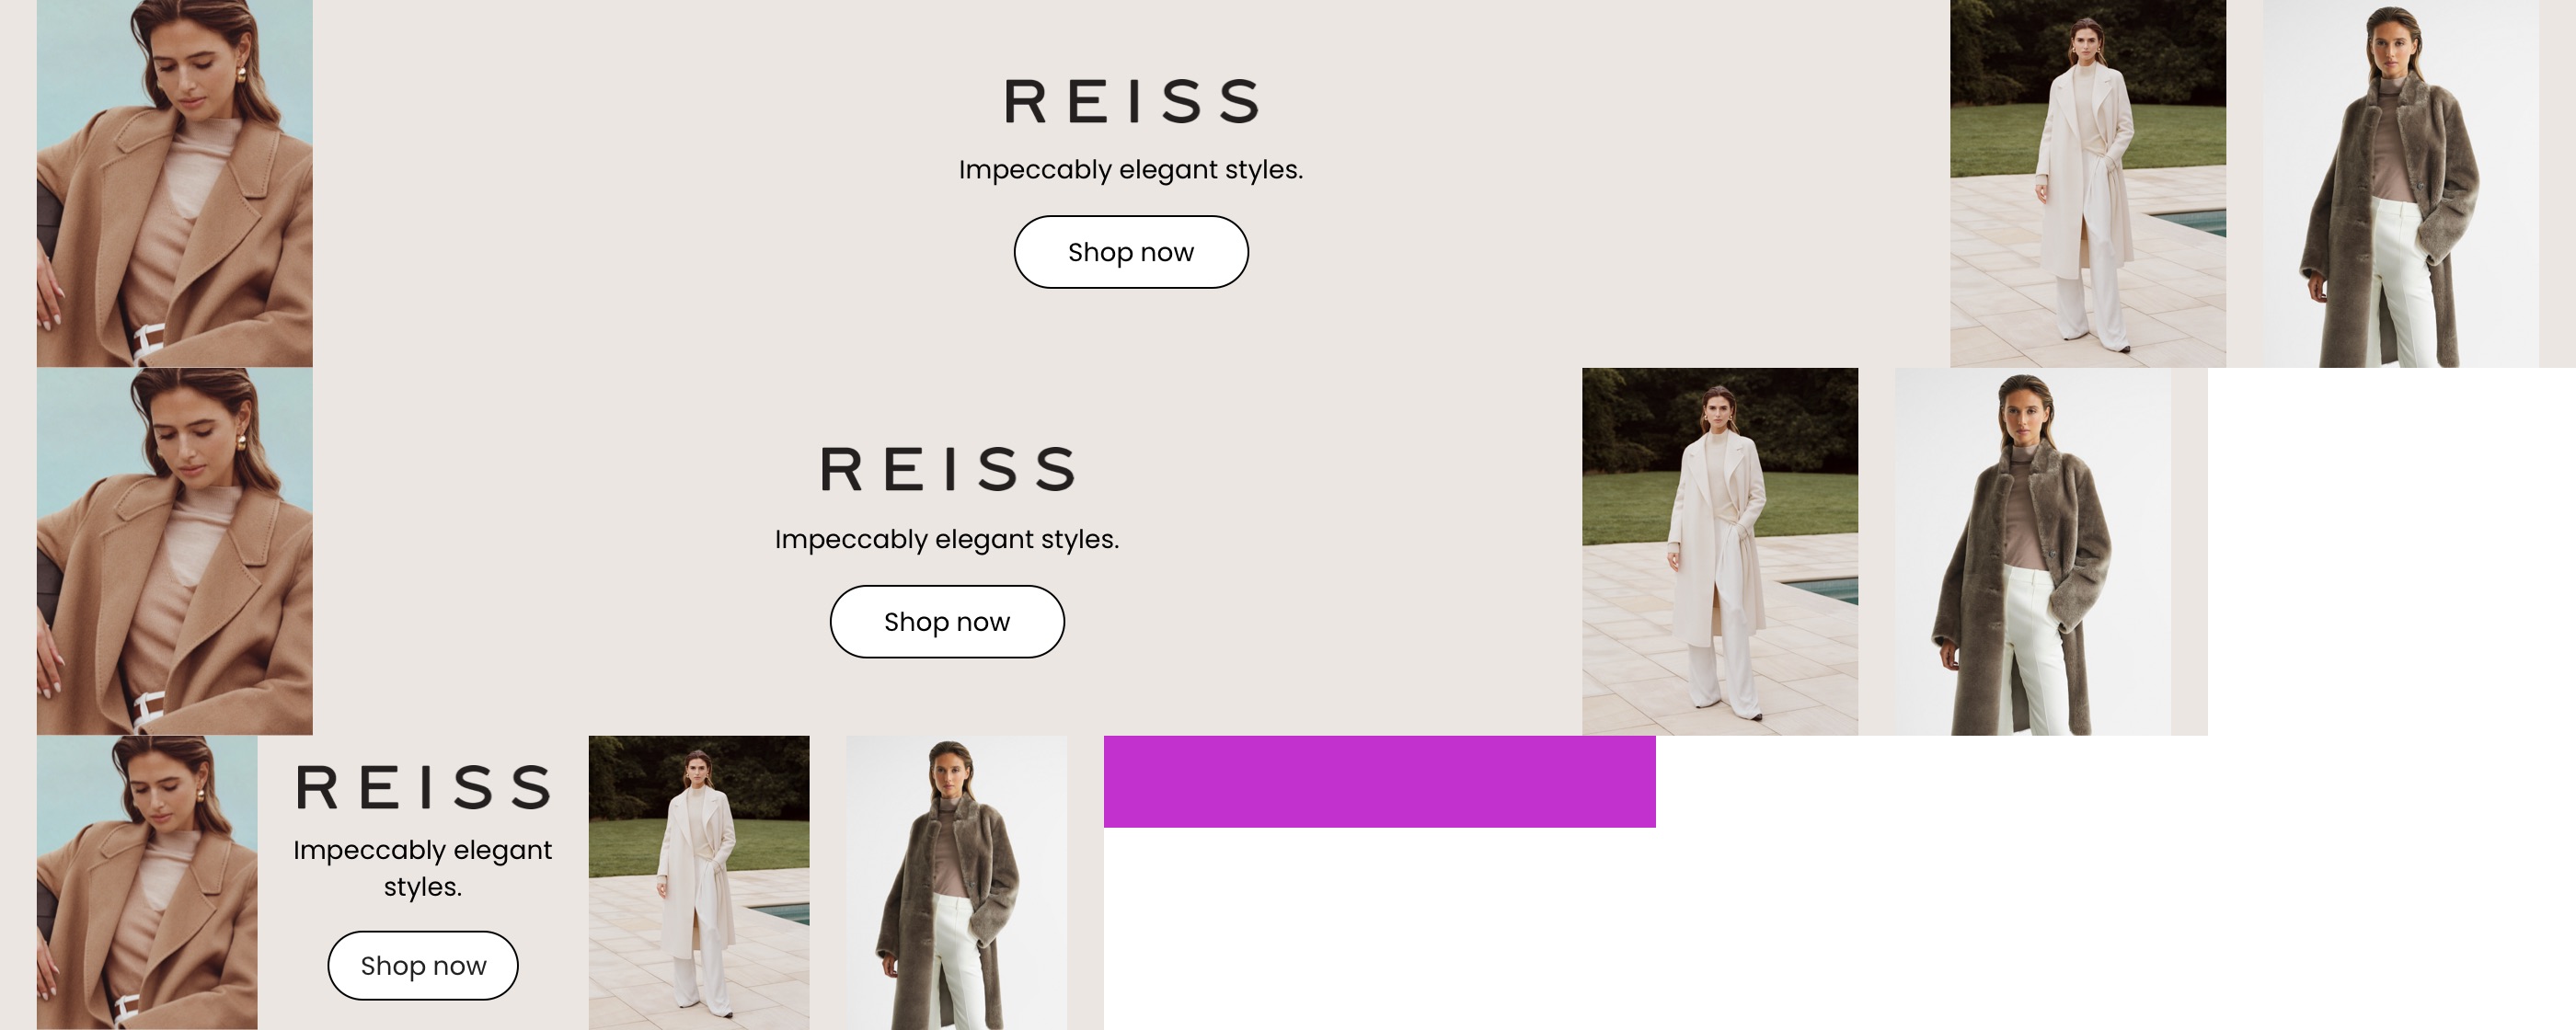 REISS
Impeccably elegant styles.
Shop now
REISS
Impeccably elegant styles.
Shop now
REISS
Impeccably elegant
styles.
Shop now